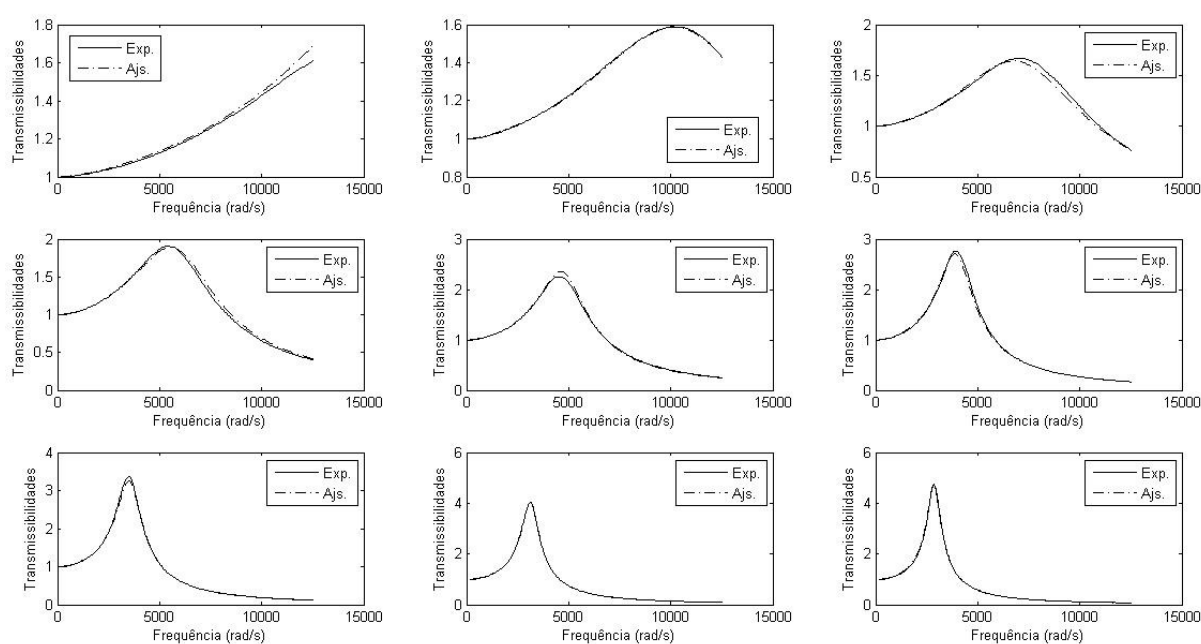 Transmissibilidades
1.8
1.6
1.4
1.2
1
0 5000 10000 15000
Frequência (rad/s)
Exp.
Ajs.
Transmissibilidades
1.6
1.4
1.2
1
0.8
0 5000 10000 15000
Frequência (rad/s)
Exp.
Ajs.
Transmissibilidades
2
1.5
1
0.5
0 5000 10000 15000
Frequência (rad/s)
Exp.
Ajs.
Transmissibilidades
2
1.5
1
0.5
0
0 5000 10000 15000
Frequência (rad/s)
Exp.
Ajs.
Transmissibilidades
3
2
1
0
0 5000 10000 15000
Frequência (rad/s)
Exp.
Ajs.
Transmissibilidades
3
2
1
0
0 5000 10000 15000
Frequência (rad/s)
Exp.
Ajs.
Transmissibilidades
4
3
2
1
0
0 5000 10000 15000
Frequência (rad/s)
Exp.
Ajs.
Transmissibilidades
6
4
2
0
0 5000 10000 15000
Frequência (rad/s)
Exp.
Ajs.
Transmissibilidades
6
4
2
0
0 5000 10000 15000
Frequência (rad/s)
Exp.
Ajs.